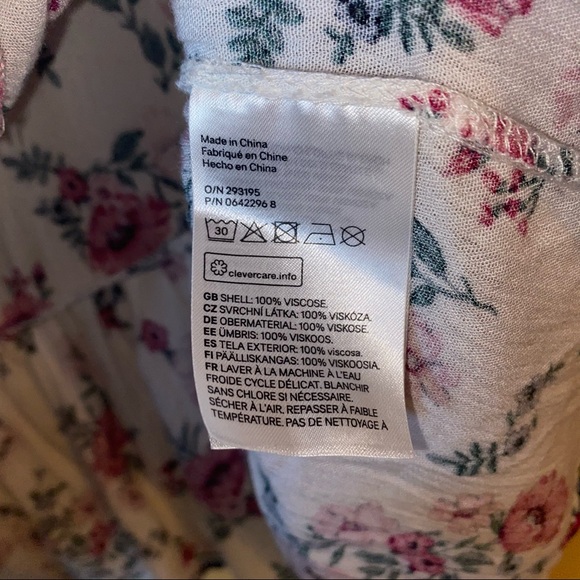 Made in China
Fabriqué en Chine
Hecho en China
O/N 293195
P/N 0642296 8
30
clevercare.info
GB SHELL: 100% VISCOSE.
CZ SVRCHNÍ LÁTKA: 100% VISKÓZA.
DE OBERMATERIAL: 100% VISKOSE.
EE ÜMBRIS: 100% VISKOOS.
ES TELA EXTERIOR: 100% viscosa.
FI PÄÄLLISKANGAS: 100% VISKOOSIA
FR LAVER À LA MACHINE À L'EAU
FROIDE CYCLE DÉLICAT. BLANCHIR
SANS CHLORE SI NÉCESSAIRE.
SÉCHER À L'AIR. REPASSER À FAIBLE
TEMPÉRATURE. PAS DE NETTOYAGE À